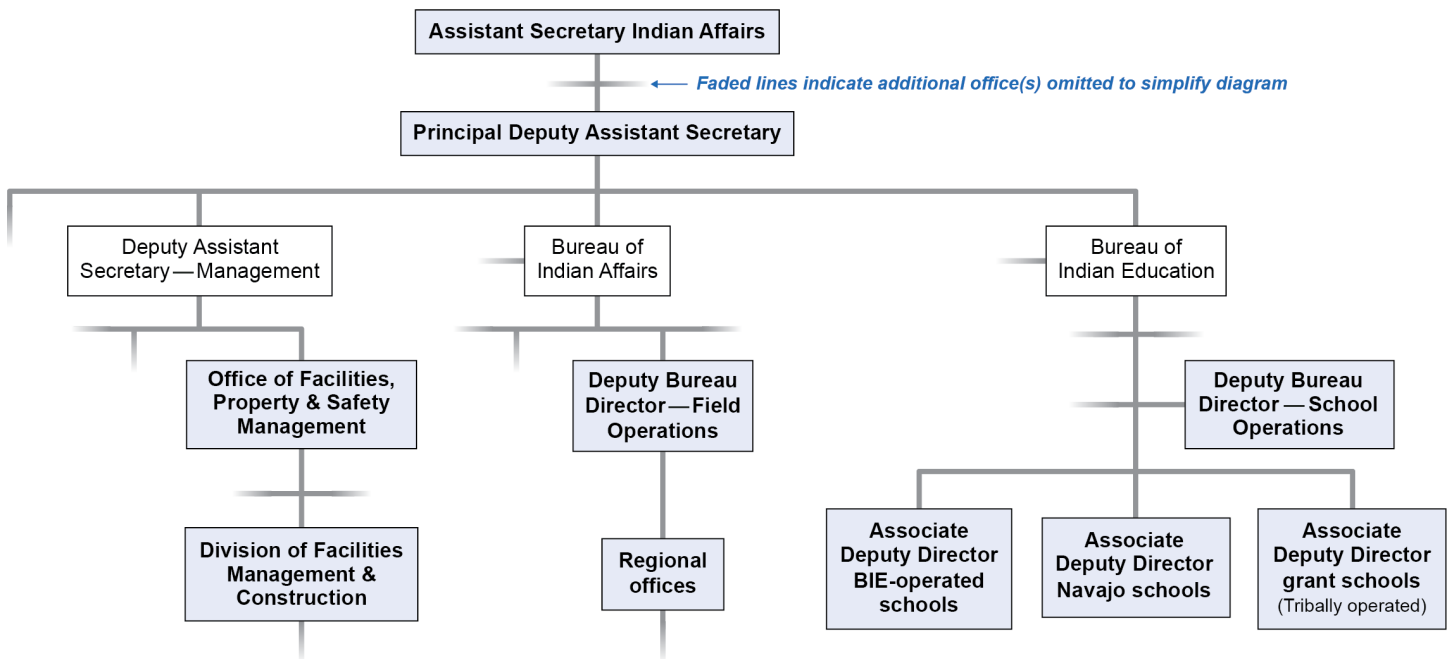 Assistant Secretary Indian Affairs
Faded lines indicate additional office(s) omitted to simplify diagram
Principal Deputy Assistant Secretary
Deputy Assistant
Secretary—Management
Bureau of
Indian Affairs
Bureau of
Indian Education
Office of Facilities,
Property & Safety
Management
Deputy Bureau
Director—Field
Operations
Deputy Bureau
Director—School
Operations
Division of Facilities
Management &
Construction
Regional
offices
Associate
Deputy Director
BIE-operated
schools
Associate
Deputy Director
Navajo schools
Associate
Deputy Director
grant schools
(Tribally operated)